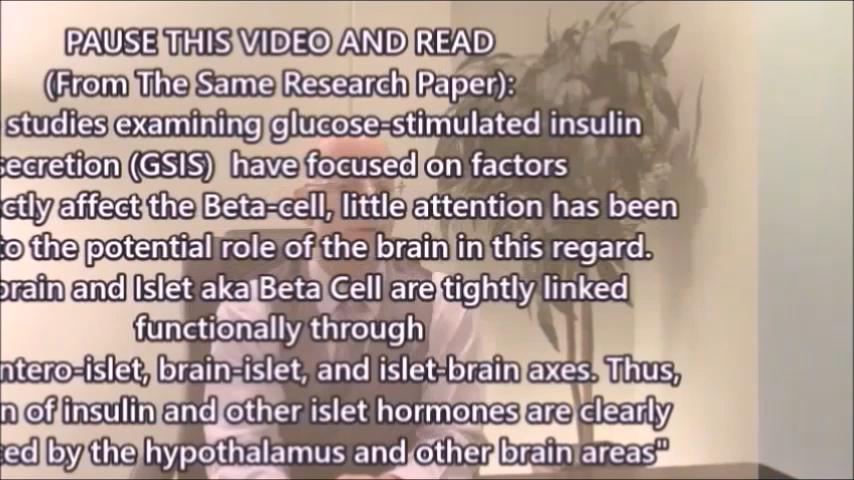 PAUSE THIS VIDEO AND READ
(From The Same Research Paper):
studies examining glucose-stimulated insulin
secretion (GSIS) have focused on factors
affect the Beta-cell, little attention has been
to the potential role of the brain in this regard.
brain and Islet aka Beta Cell are tightly linked
functionally through
brain-islet, and islet-brain axes. Thus,
of insulin and other islet hormones are clearly
by the hypothalamus and other brain areas"